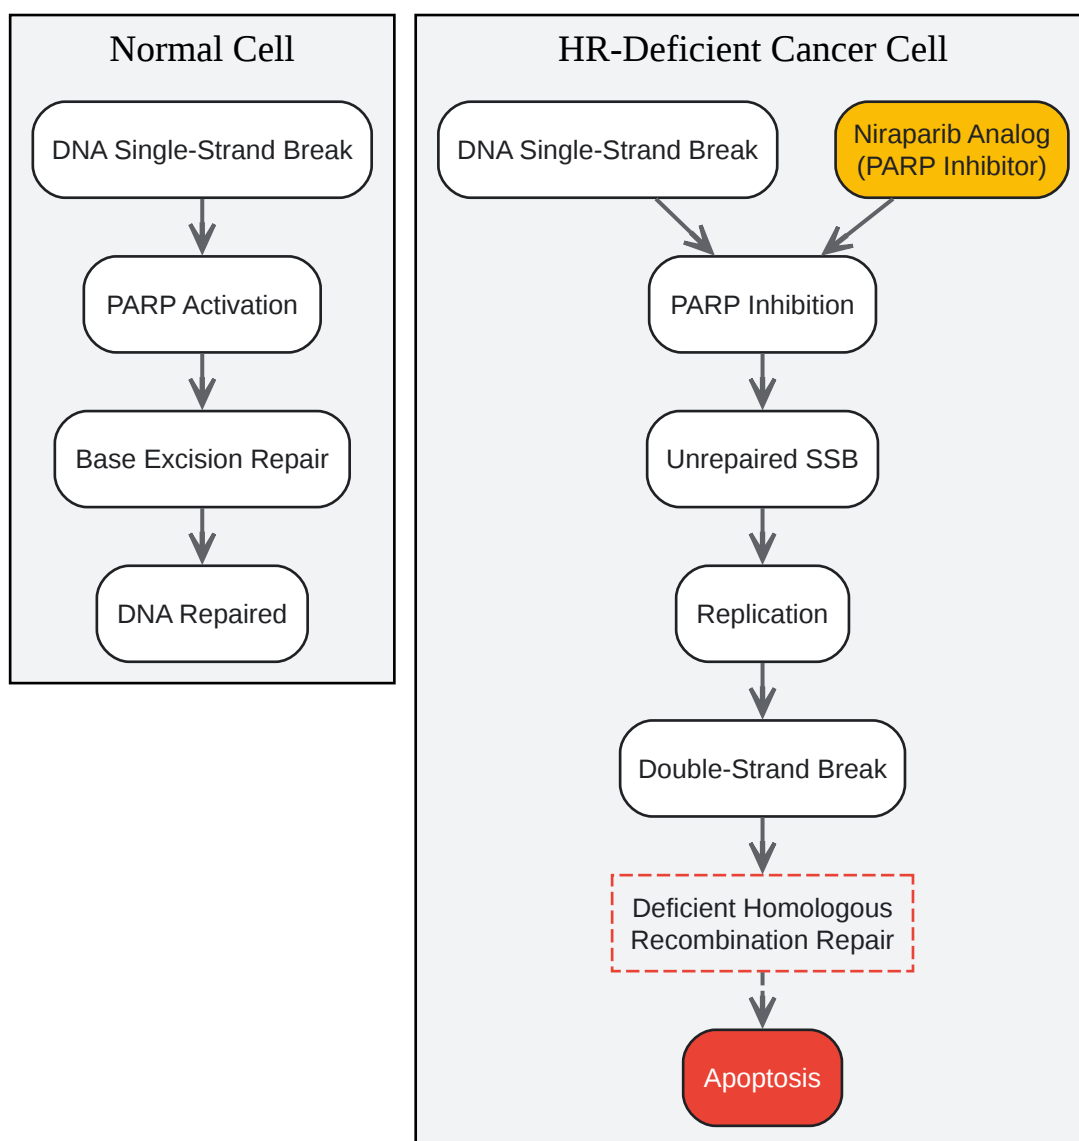 Normal Cell
DNA Single-Strand Break
PARP Activation
Base Excision Repair
DNA Repaired
HR-Deficient Cancer Cell
DNA Single-Strand Break
Niraparib Analog
(PARP Inhibitor)
PARP Inhibition
Unrepaired SSB
Replication
Double-Strand Break
Deficient Homologous
Recombination Repair
Apoptosis